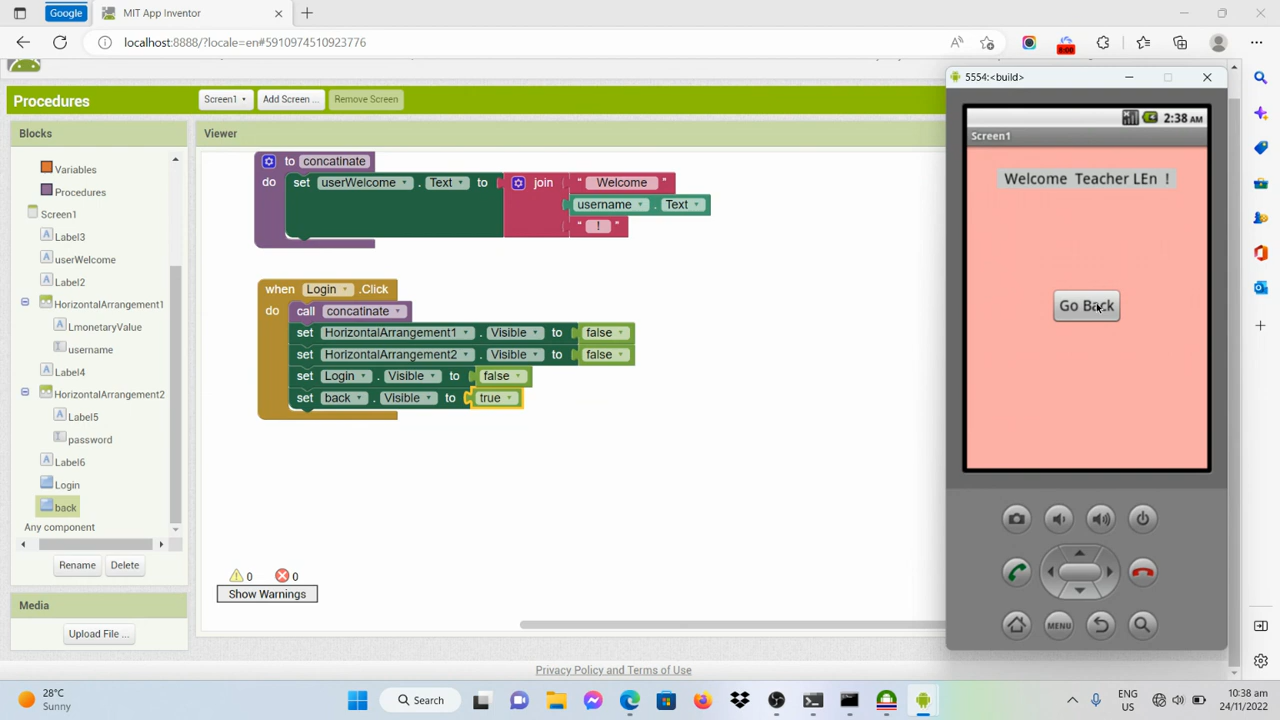 Google
MIT App Inventor
localhost:8888/?locale=en#5910974510923776
8:00
5554:<build>
Procedures
Screen1
Add Screen ...
Remove Screen
Blocks
Viewer
Variables
Procedures
Screen1
Label3
userWelcome
Label2
HorizontalArrangement1
LmonetaryValue
username
Label4
HorizontalArrangement2
Label5
password
Label6
Login
back
Any component
Rename
Delete
Media
Upload File ...
to concatinate
do set userWelcome . Text to join " Welcome "
username . Text
" ! "
when Login .Click
do call concatinate
set HorizontalArrangement1 . Visible to false
set HorizontalArrangement2 . Visible to false
set Login . Visible to false
set back . Visible to true
0 0
Show Warnings
2:38 AM
Screen1
Welcome Teacher LEn !
Go Back
MENU
Privacy Policy and Terms of Use
28°C
Sunny
Search
ENG
US
10:38 am
24/11/2022